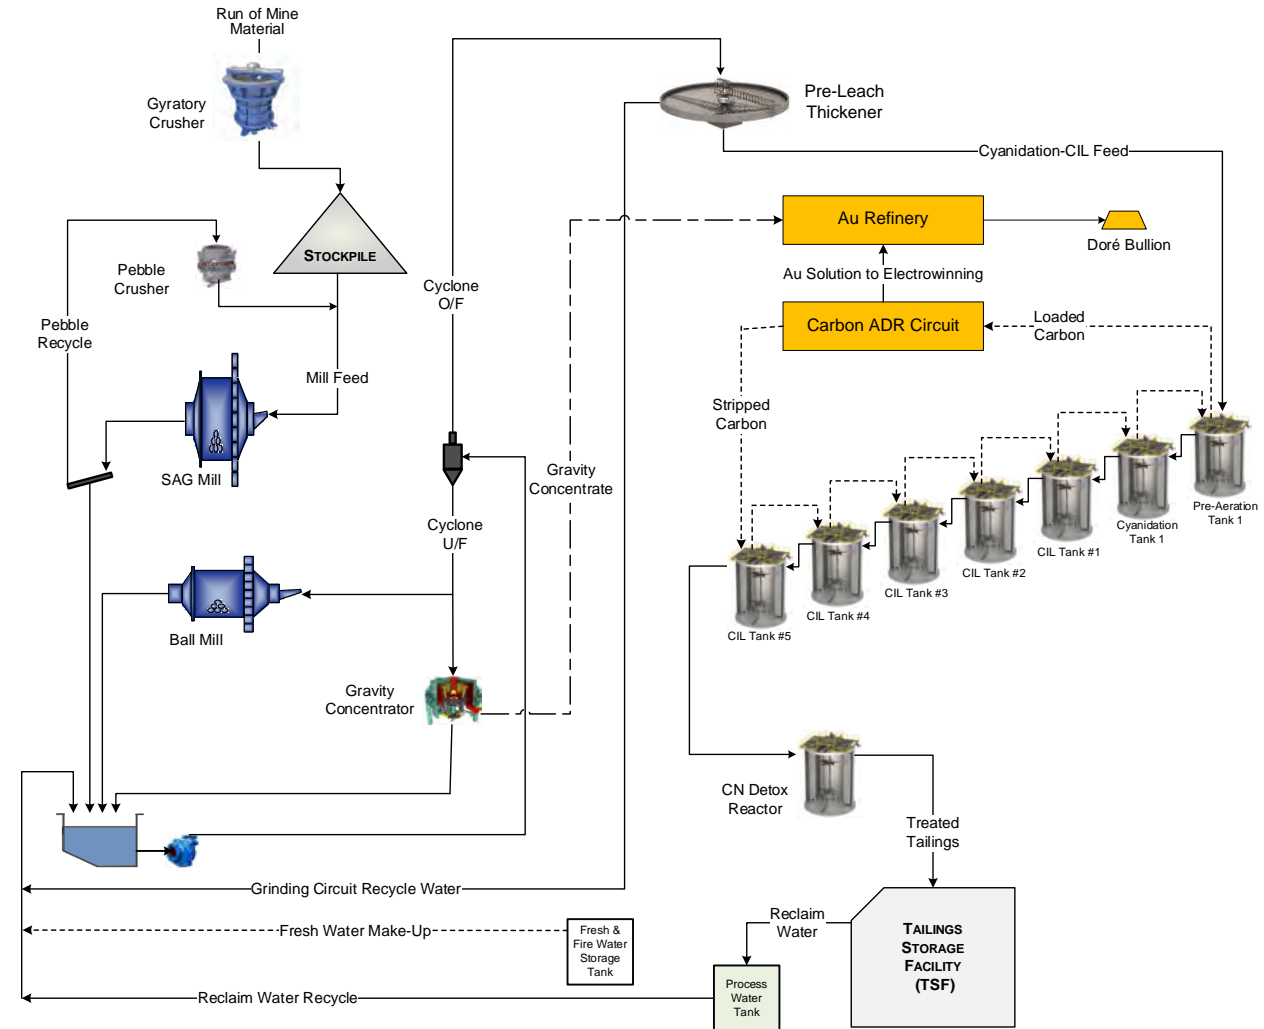 Run of Mine
Material
Gyratory
Crusher
Pre-Leach
Thickener
Cyanidation-CIL Feed
Au Refinery
Doré Bullion
STOCKPILE
Pebble
Crusher
Cyclone
O/F
Au Solution to Electrowinning
Pebble
Recycle
Carbon ADR Circuit
Loaded
Carbon
Mill Feed
Stripped
Carbon
SAG Mill
Gravity
Concentrate
Cyclone
U/F
Pre-Aeration
Tank 1
Cyanidation
Tank 1
CIL Tank #1
CIL Tank #2
CIL Tank #3
CIL Tank #4
CIL Tank #5
Ball Mill
Gravity
Concentrator
CN Detox
Reactor
Treated
Tailings
Grinding Circuit Recycle Water
Fresh Water Make-Up
Fresh &
Fire Water
Storage
Tank
Reclaim
Water
TAILINGS
STORAGE
FACILITY
(TSF)
Reclaim Water Recycle
Process
Water
Tank